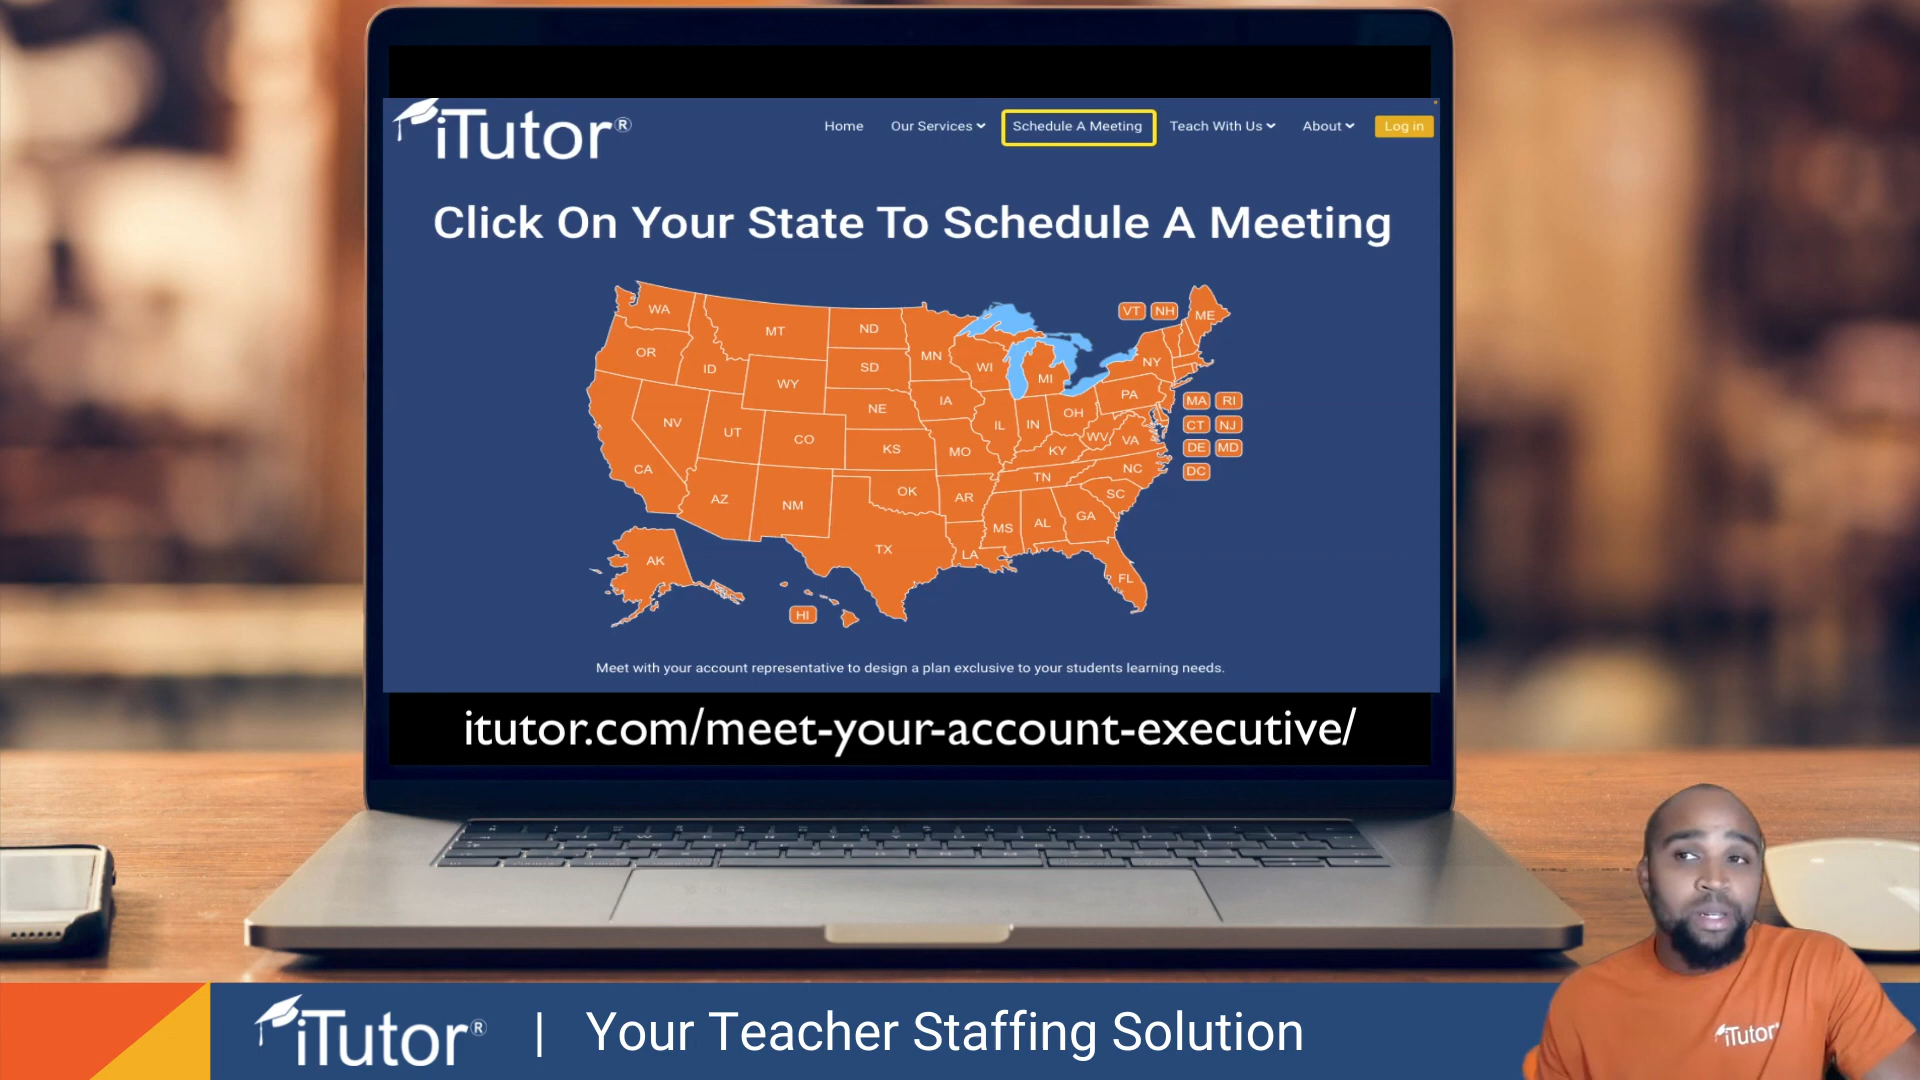 iTutor®
Home Our Services Schedule A Meeting Teach With Us About Log in
Click On Your State To Schedule A Meeting
WA
MT
ND
MN
VT NH
ME
OR
ID
WY
SD
WI
MI
NY
NV
UT
CO
NE
IA
IL
IN
OH
PA
MA RI
CT NJ
DE MD
DC
CA
KS
MO
KY
WV
VA
AZ
NM
OK
AR
TN
NC
SC
TX
LA
MS
AL
GA
FL
AK
HI
Meet with your account representative to design a plan exclusive to your students learning needs.
itutor.com/meet-your-account-executive/
iTutor® | Your Teacher Staffing Solution
iTutor